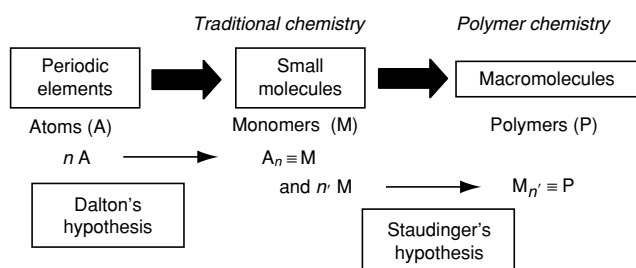 Traditional chemistry
Polymer chemistry
Periodic
elements
Small
molecules
Macromolecules
Atoms (A)
Monomers (M)
Polymers (P)
n A
Aₙ ≡ M
and n′ M
Mₙ′ ≡ P
Dalton's
hypothesis
Staudinger's
hypothesis